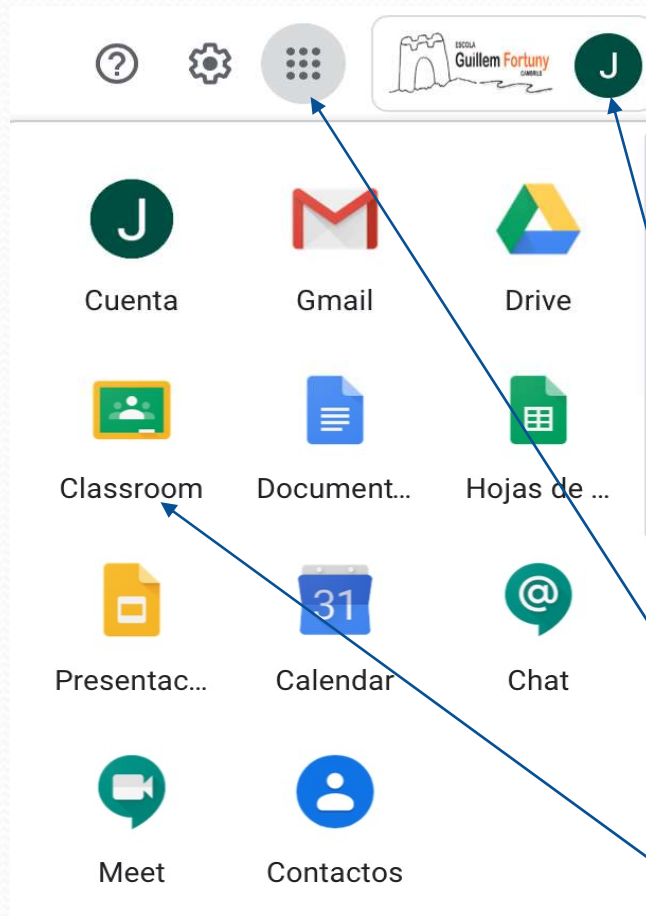 ESCOLA
Guillem Fortuny
CAMBRILS
J
J
Cuenta
Gmail
Drive
Classroom
Document...
Hojas de ...
Presentac...
31
Calendar
@
Chat
Meet
Contactos